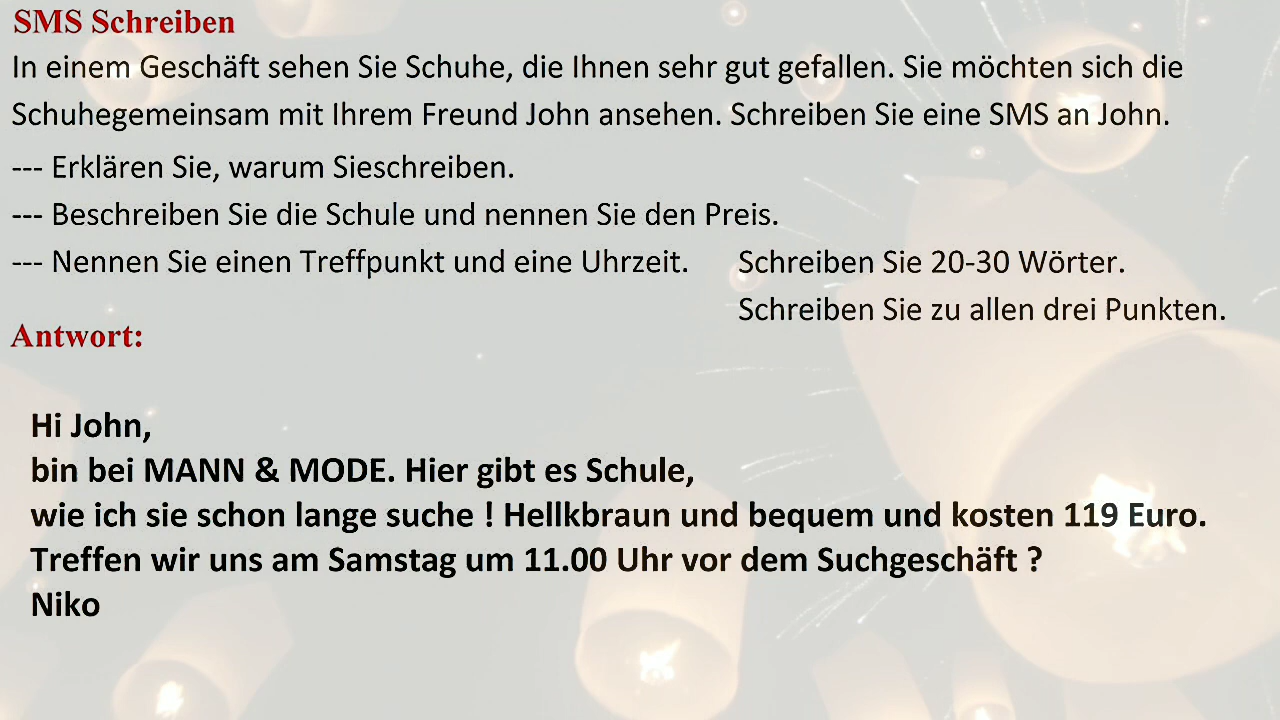 SMS Schreiben
In einem Geschäft sehen Sie Schuhe, die Ihnen sehr gut gefallen. Sie möchten sich die
Schuhegemeinsam mit Ihrem Freund John ansehen. Schreiben Sie eine SMS an John.
--- Erklären Sie, warum Sieschreiben.
--- Beschreiben Sie die Schule und nennen Sie den Preis.
--- Nennen Sie einen Treffpunkt und eine Uhrzeit.
Schreiben Sie 20-30 Wörter.
Schreiben Sie zu allen drei Punkten.
Antwort:
Hi John,
bin bei MANN & MODE. Hier gibt es Schule,
wie ich sie schon lange suche ! Hellkbraun und bequem und kosten 119 Euro.
Treffen wir uns am Samstag um 11.00 Uhr vor dem Suchgeschäft ?
Niko